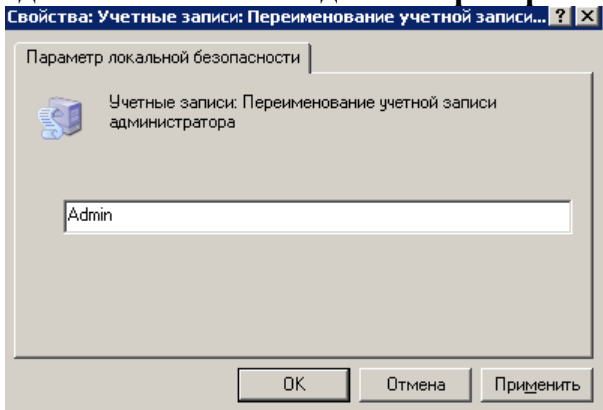 Свойства: Учетные записи: Переименование учетной записи...
Параметр локальной безопасности
Учетные записи: Переименование учетной записи
администратора
Admin
OK Отмена Применить